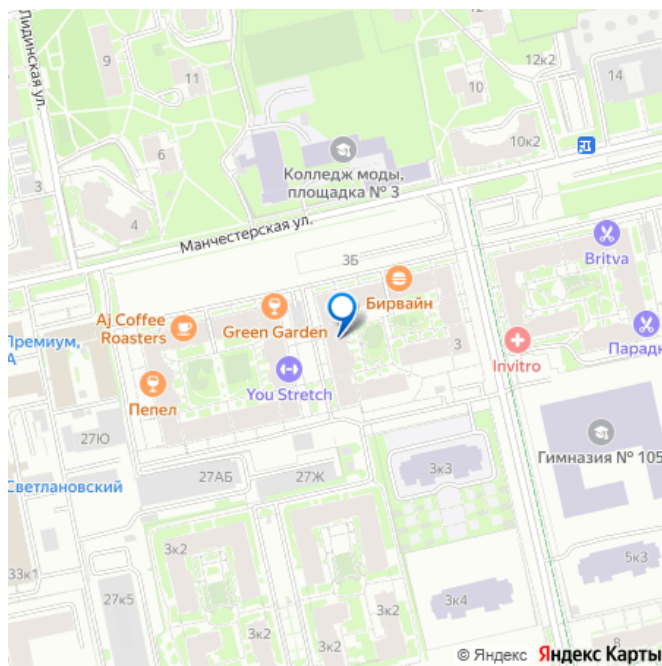 Лидинская ул.
9
11
12к2
14
10
10к2
6
3
4
Колледж моды,
площадка № 3
Манчестерская ул.
3Б
Britva
Бирвайн
Aj Coffee
Roasters
Green Garden
Премиум,
А
3
Invitro
Парадк
You Stretch
Пепел
27Ю
Гимназия № 105
27АБ
27Ж
3к3
Светлановский
3к2
33к1
27к5
5к3
3к2
3к4
3к2
3к2
8
© Яндекс Яндекс Карты